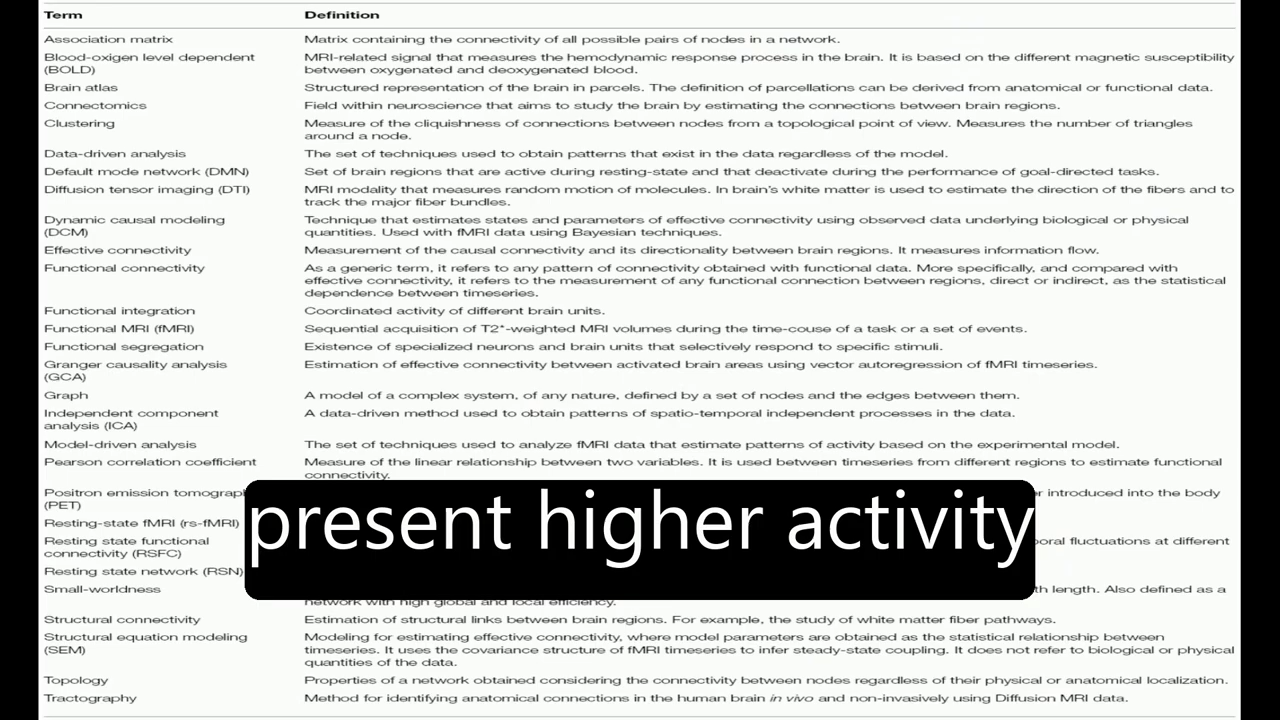 Term Definition
Association matrix Matrix containing the connectivity of all possible pairs of nodes in a network.
Blood-oxigen level dependent MRI-related signal that measures the hemodynamic response process in the brain. It is based on the different magnetic susceptibility
(BOLD) between oxygenated and deoxygenated blood.
Brain atlas Structured representation of the brain in parcels. The definition of parcellations can be derived from anatomical or functional data.
Connectomics Field within neuroscience that aims to study the brain by estimating the connections between brain regions.
Clustering Measure of the cliquishness of connections between nodes from a topological point of view. Measures the number of triangles
around a node.
Data-driven analysis The set of techniques used to obtain patterns that exist in the data regardless of the model.
Default mode network (DMN) Set of brain regions that are active during resting-state and that deactivate during the performance of goal-directed tasks.
Diffusion tensor imaging (DTI) MRI modality that measures random motion of molecules. In brain's white matter is used to estimate the direction of the fibers and to
track the major fiber bundles.
Dynamic causal modeling Technique that estimates states and parameters of effective connectivity using observed data underlying biological or physical
(DCM) quantities. Used with fMRI data using Bayesian techniques.
Effective connectivity Measurement of the causal connectivity and its directionality between brain regions. It measures information flow.
Functional connectivity As a generic term, it refers to any pattern of connectivity obtained with functional data. More specifically, and compared with
effective connectivity, it refers to the measurement of any functional connection between regions, direct or indirect, as the statistical
dependence between timeseries.
Functional integration Coordinated activity of different brain units.
Functional MRI (fMRI) Sequential acquisition of T2*-weighted MRI volumes during the time-couse of a task or a set of events.
Functional segregation Existence of specialized neurons and brain units that selectively respond to specific stimuli.
Granger causality analysis Estimation of effective connectivity between activated brain areas using vector autoregression of fMRI timeseries.
(GCA)
Graph A model of a complex system, of any nature, defined by a set of nodes and the edges between them.
Independent component A data-driven method used to obtain patterns of spatio-temporal independent processes in the data.
analysis (ICA)
Model-driven analysis The set of techniques used to analyze fMRI data that estimate patterns of activity based on the experimental model.
Pearson correlation coefficient Measure of the linear relationship between two variables. It is used between timeseries from different regions to estimate functional
connectivity.
Positron emission introduced into the body
(PET)
present higher activity
Resting-state fMRI (rs-fMRI)
Resting state functional fluctuations at different
connectivity (RSFC)
Resting state network (RSN)
Small-worldness length. Also defined as a
network with high global and local efficiency.
Structural connectivity Estimation of structural links between brain regions. For example, the study of white matter fiber pathways.
Structural equation modeling Modeling for estimating effective connectivity, where model parameters are obtained as the statistical relationship between
(SEM) timeseries. It uses the covariance structure of fMRI timeseries to infer steady-state coupling. It does not refer to biological or physical
quantities of the data.
Topology Properties of a network obtained considering the connectivity between nodes regardless of their physical or anatomical localization.
Tractography Method for identifying anatomical connections in the human brain in vivo and non-invasively using Diffusion MRI data.